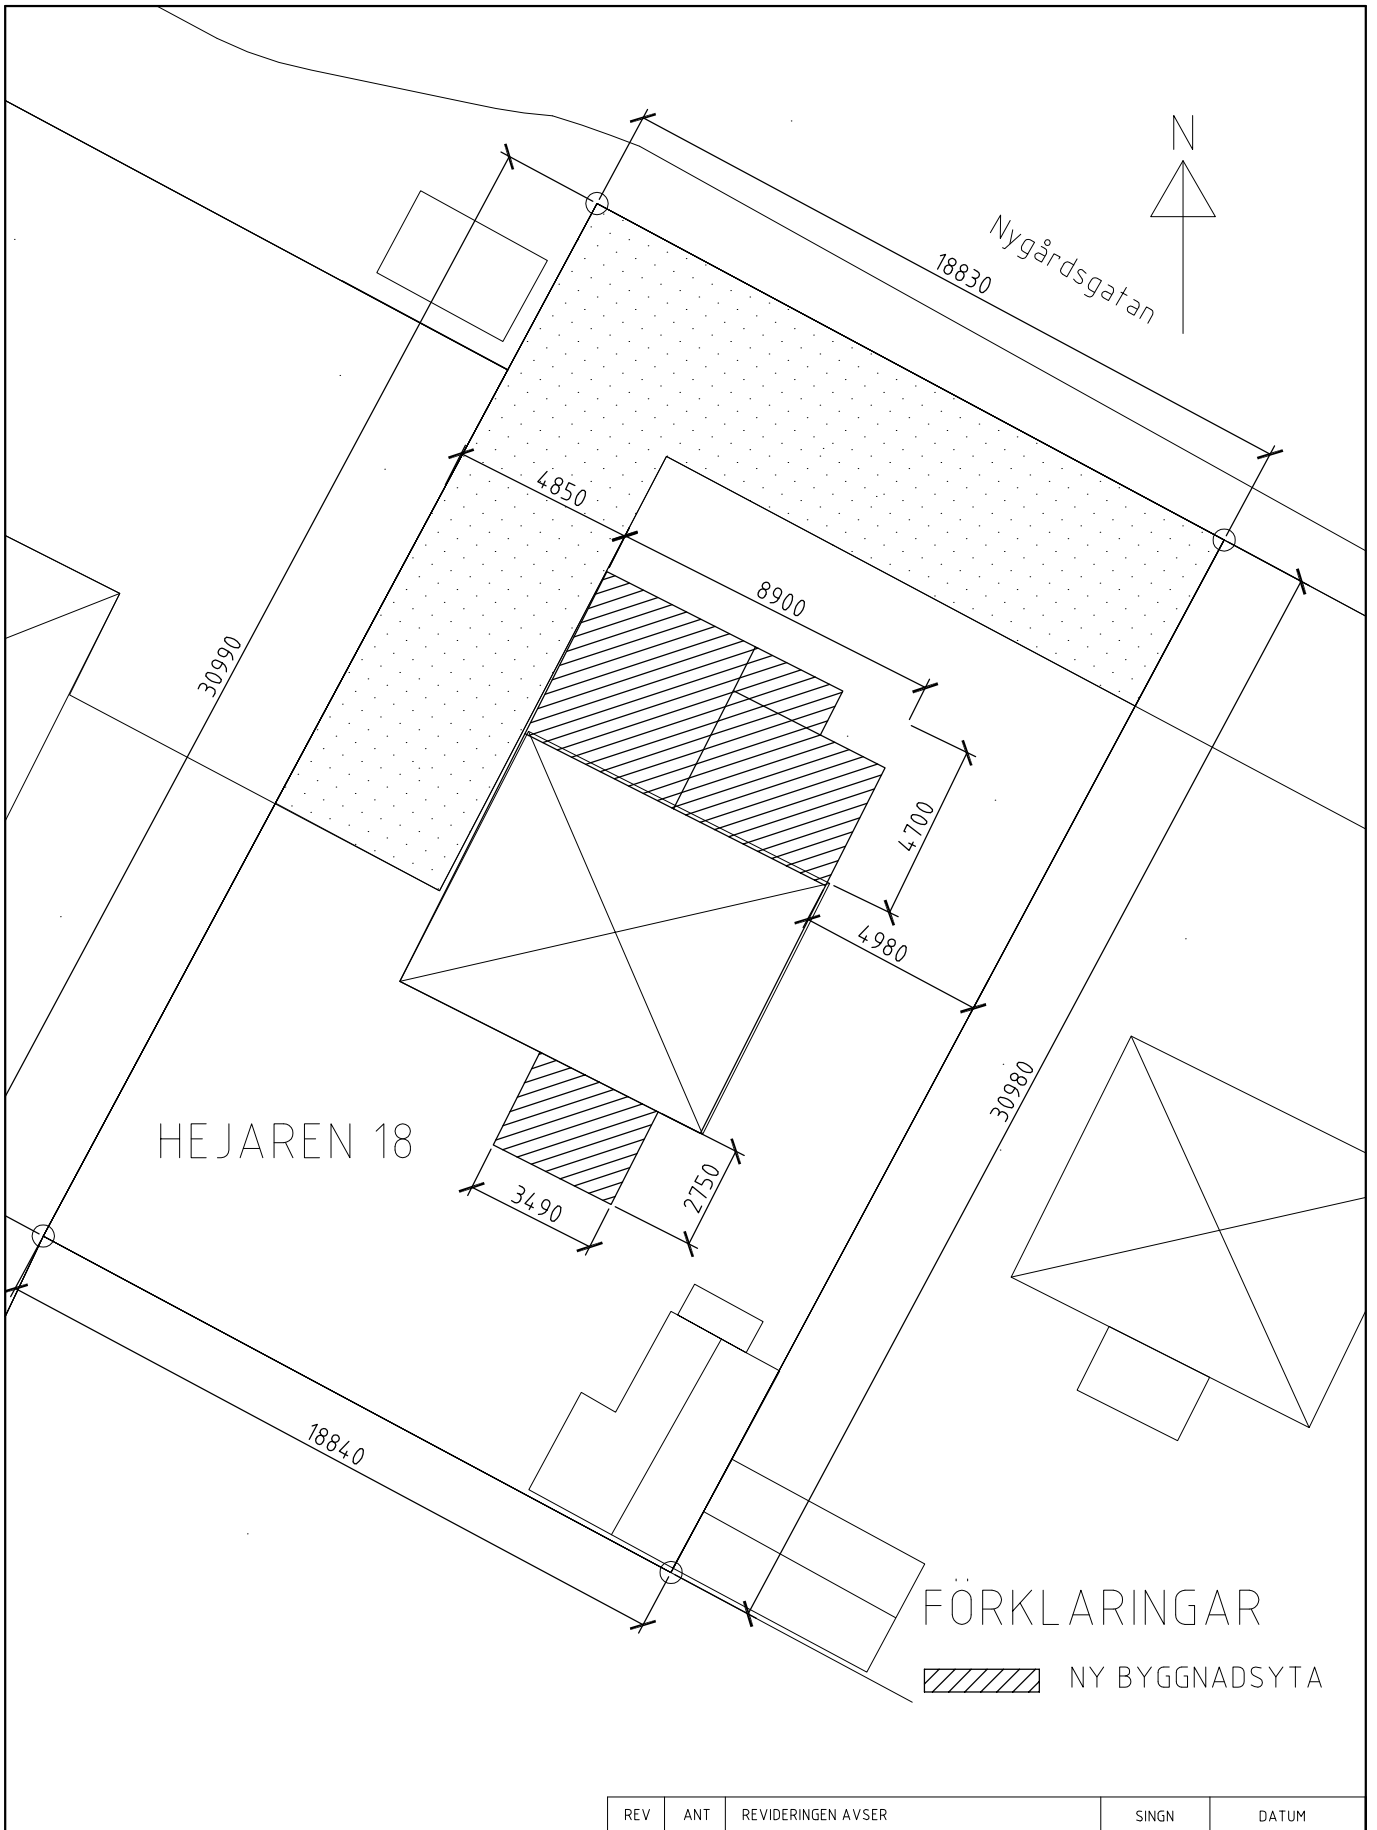 N
Nygårdsgatan
18830
4850
8900
30990
4700
4980
30980
HEJAREN 18
2750
3490
18840
FÖRKLARINGAR
NY BYGGNADSYTA
REV ANT REVIDERINGEN AVSER SINGN DATUM